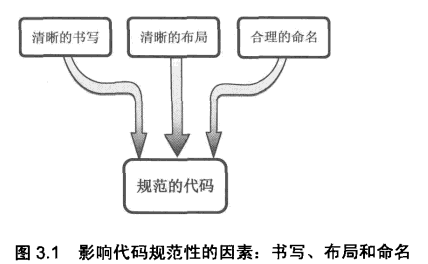 清晰的书写
清晰的布局
合理的命名
规范的代码
图 3.1 影响代码规范性的因素：书写、布局和命名